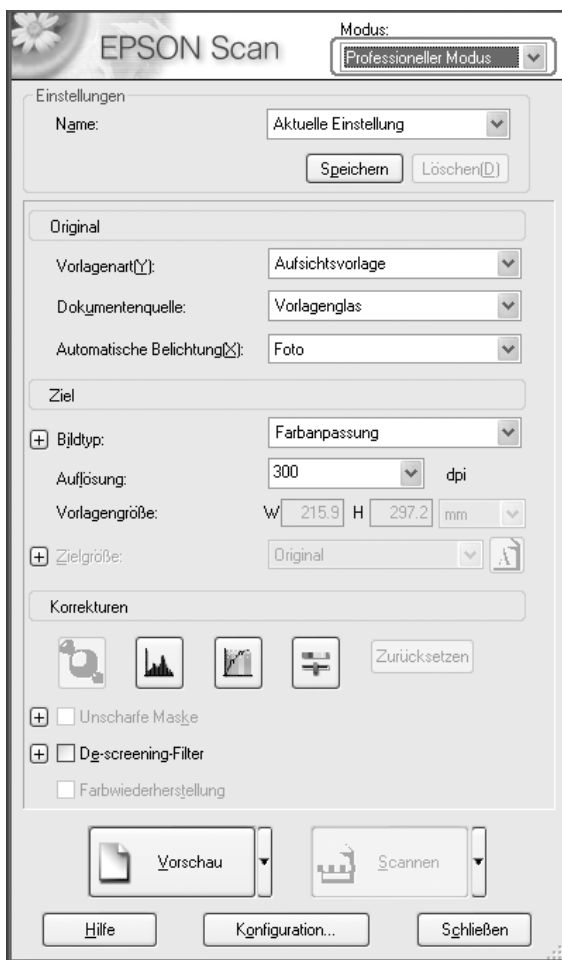 EPSON Scan
Modus:
Professioneller Modus
Einstellungen
Name:
Aktuelle Einstellung
Speichern
Löschen(D)
Original
Vorlagenart(Y):
Aufsichtsvorlage
Dokumentenquelle:
Vorlagenglas
Automatische Belichtung(X):
Foto
Ziel
Bildtyp:
Farbanpassung
Auflösung:
300
dpi
Vorlagengröße:
W 215.9 H 297.2 mm
Zielgröße:
Original
Korrekturen
Zurücksetzen
Unscharfe Maske
De-screening-Filter
Farbwiederherstellung
Vorschau
Scannen
Hilfe
Konfiguration...
Schließen